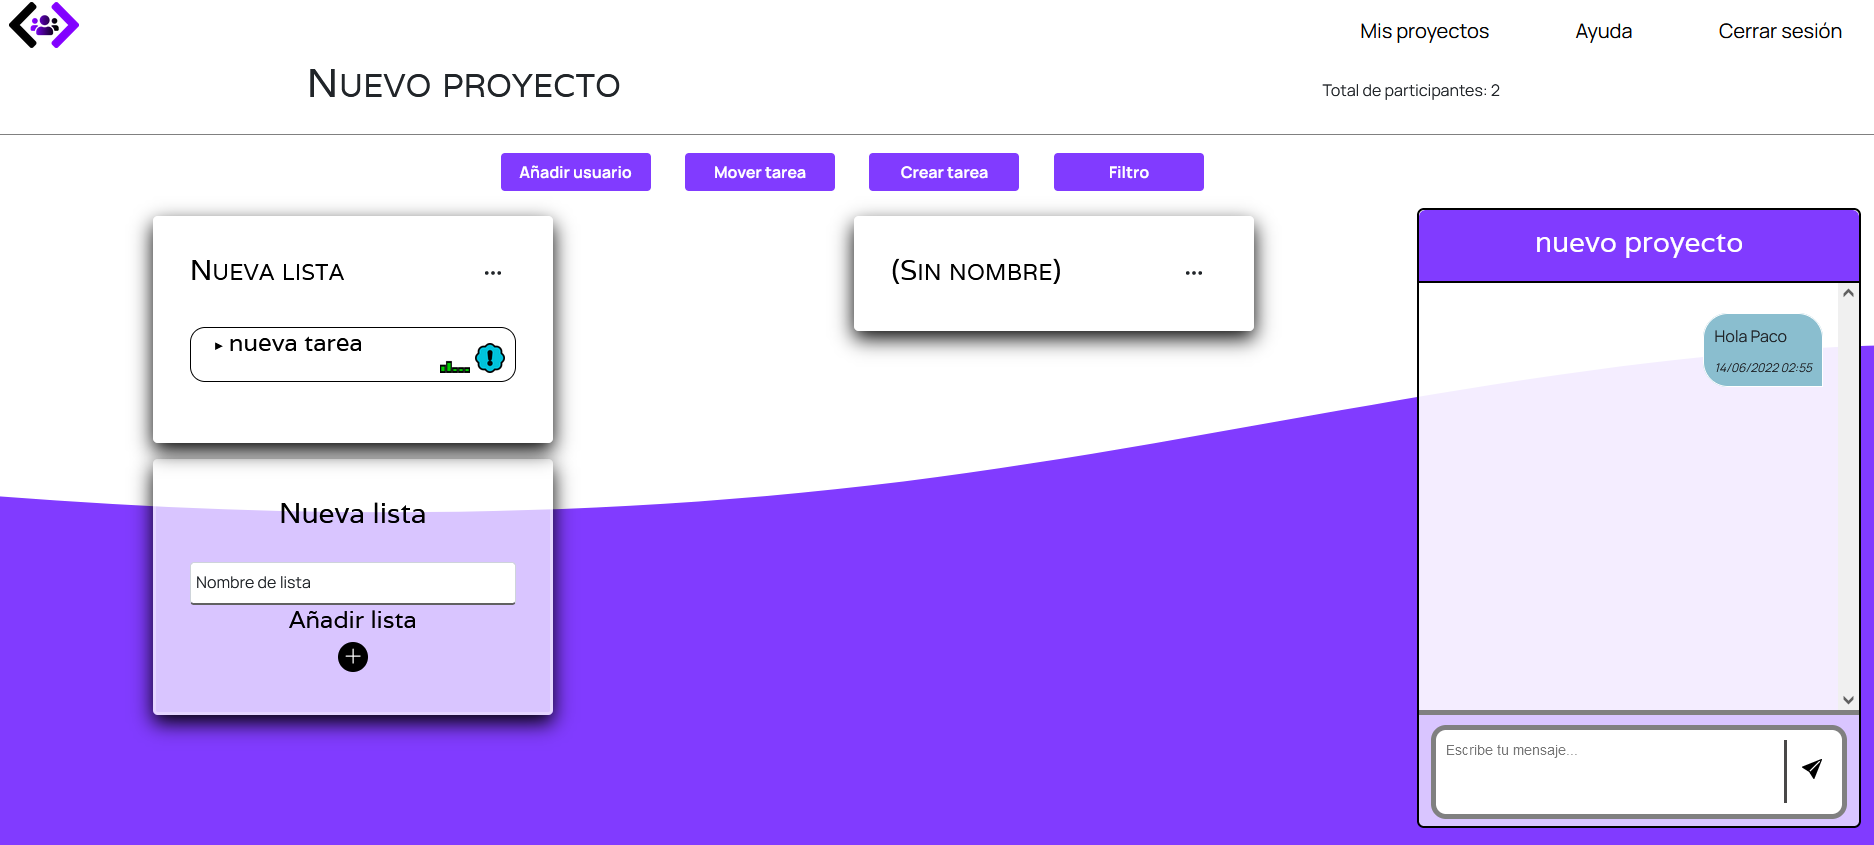 Mis proyectos
Ayuda
Cerrar sesión
Nuevo proyecto
Total de participantes: 2
Añadir usuario
Mover tarea
Crear tarea
Filtro
Nueva lista
...
▸ nueva tarea
(Sin nombre)
...
Nueva lista
Nombre de lista
Añadir lista
nuevo proyecto
Hola Paco
14/06/2022 02:55
Escribe tu mensaje...